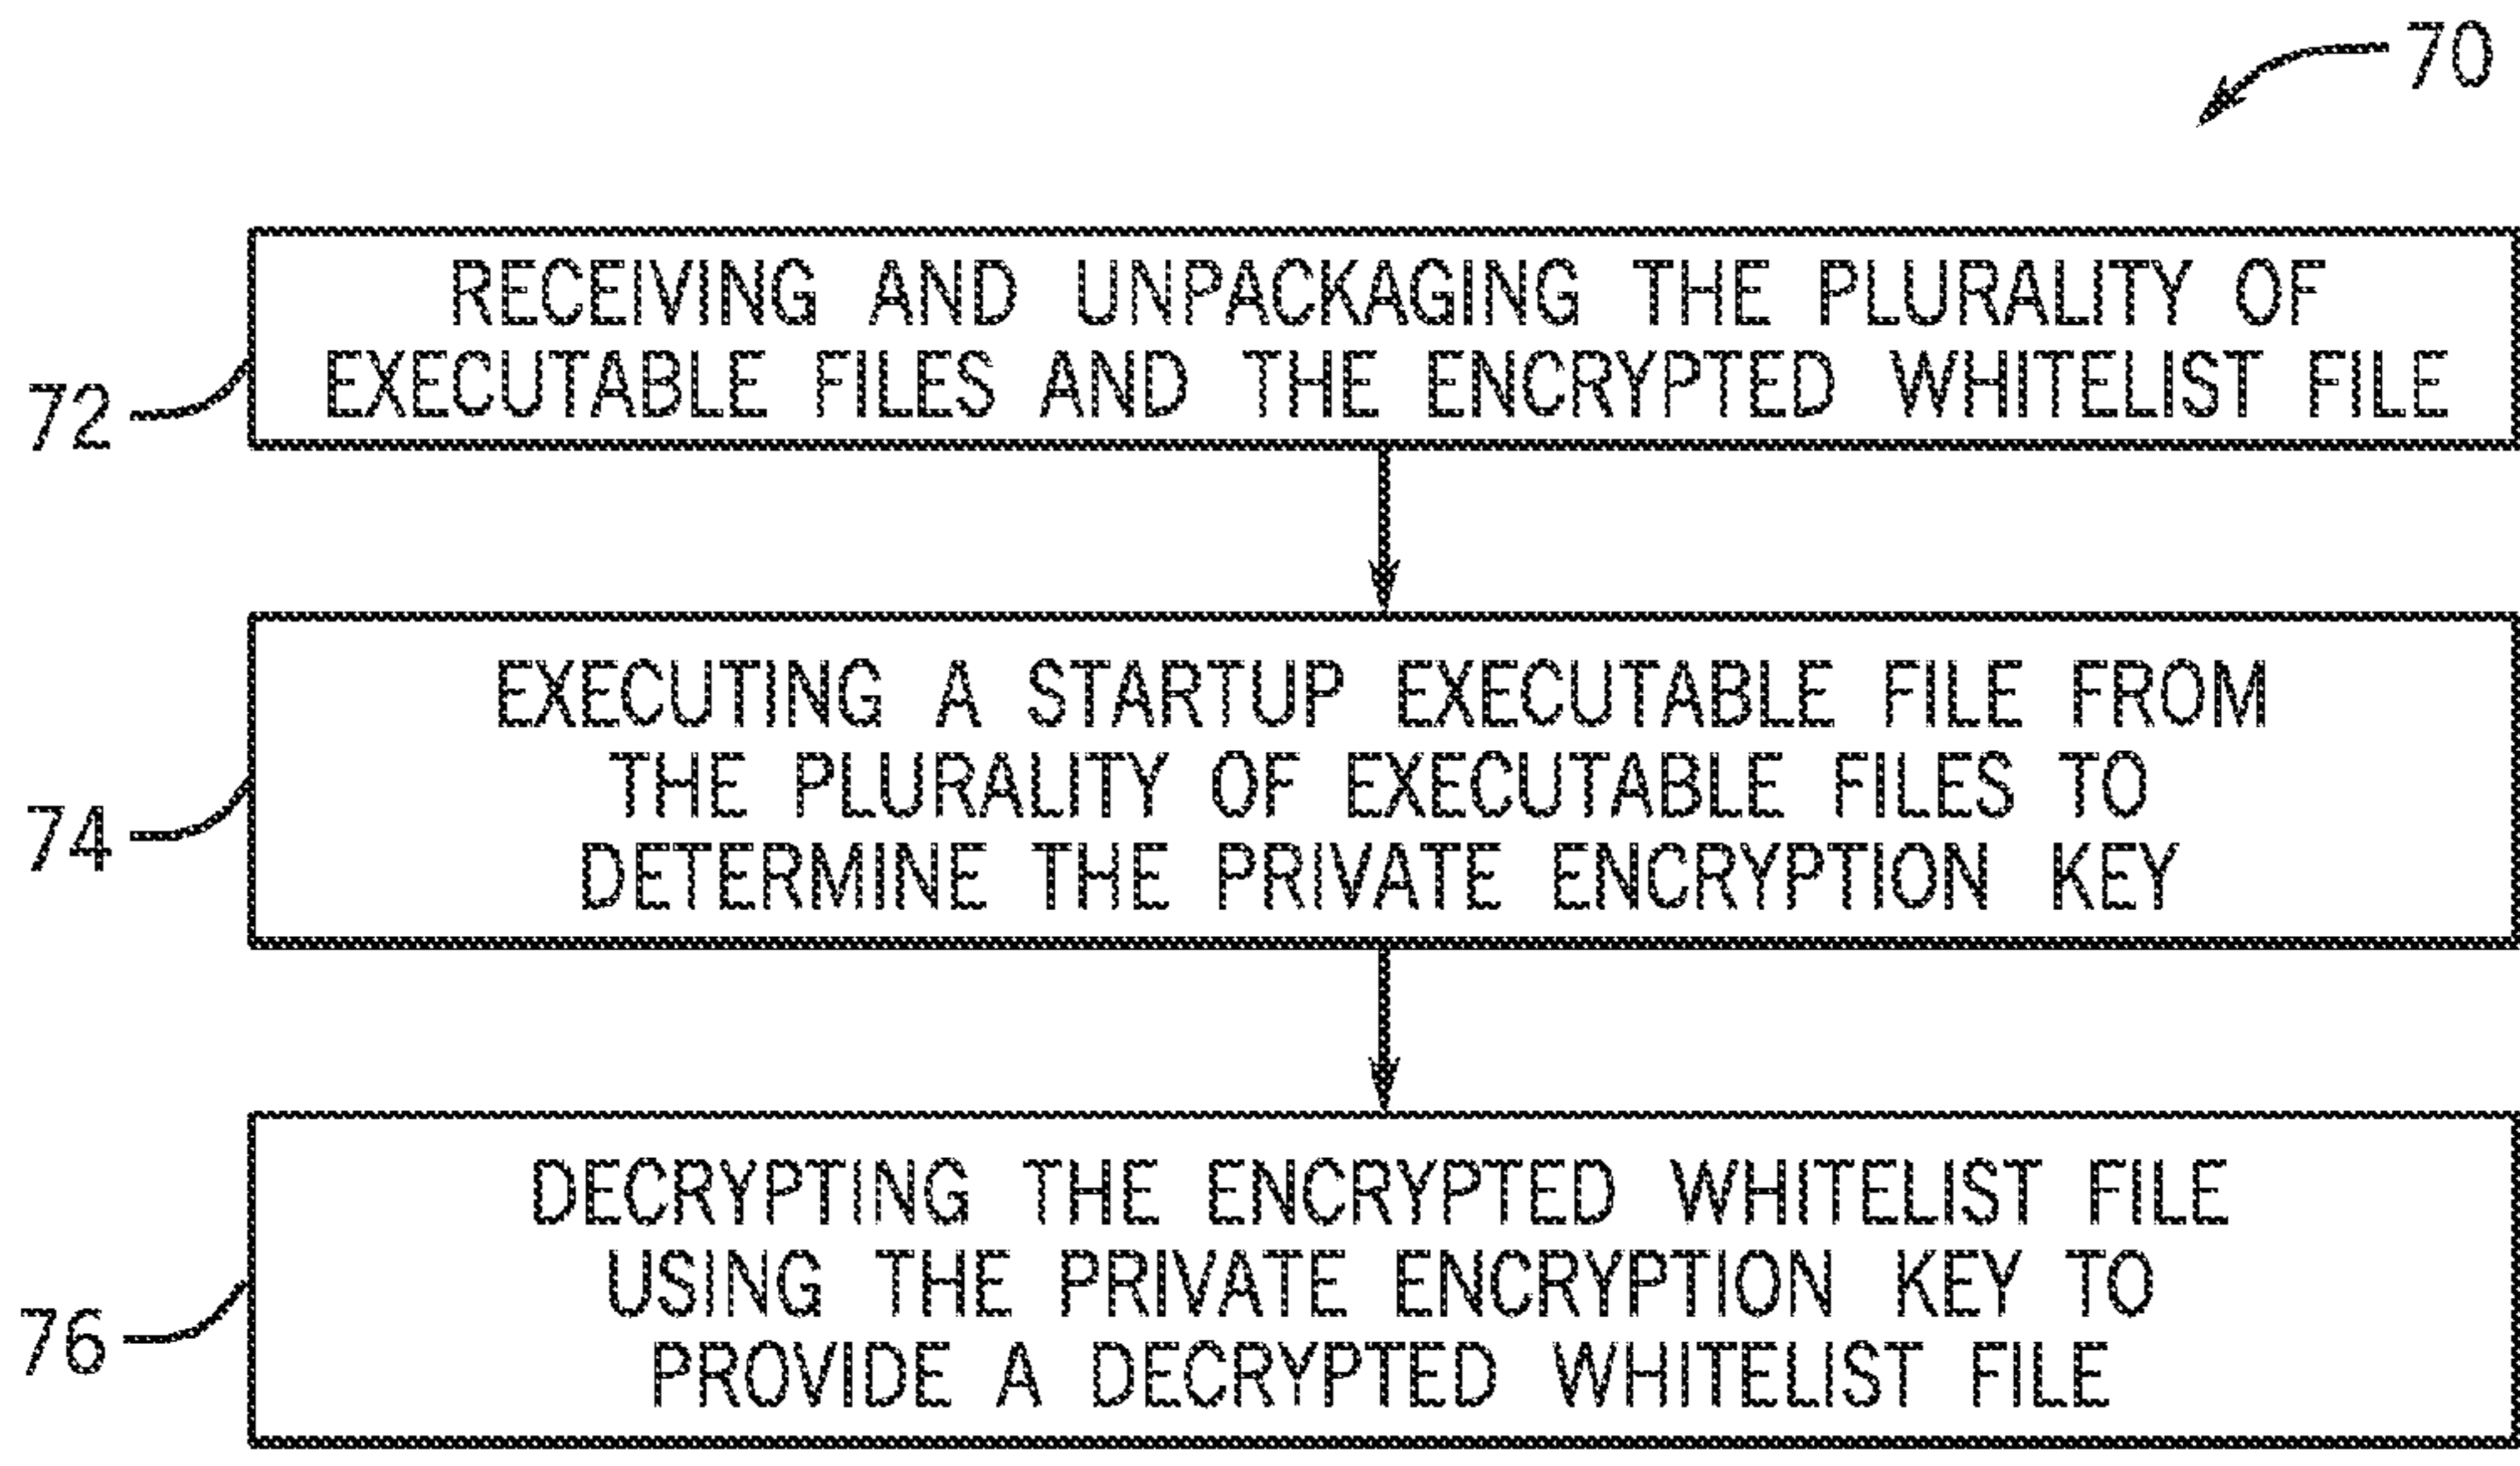 70
RECEIVING AND UNPACKAGING THE PLURALITY OF
EXECUTABLE FILES AND THE ENCRYPTED WHITELIST FILE
72
EXECUTING A STARTUP EXECUTABLE FILE FROM
THE PLURALITY OF EXECUTABLE FILES TO
DETERMINE THE PRIVATE ENCRYPTION KEY
74
DECRYPTING THE ENCRYPTED WHITELIST FILE
USING THE PRIVATE ENCRYPTION KEY TO
PROVIDE A DECRYPTED WHITELIST FILE
76